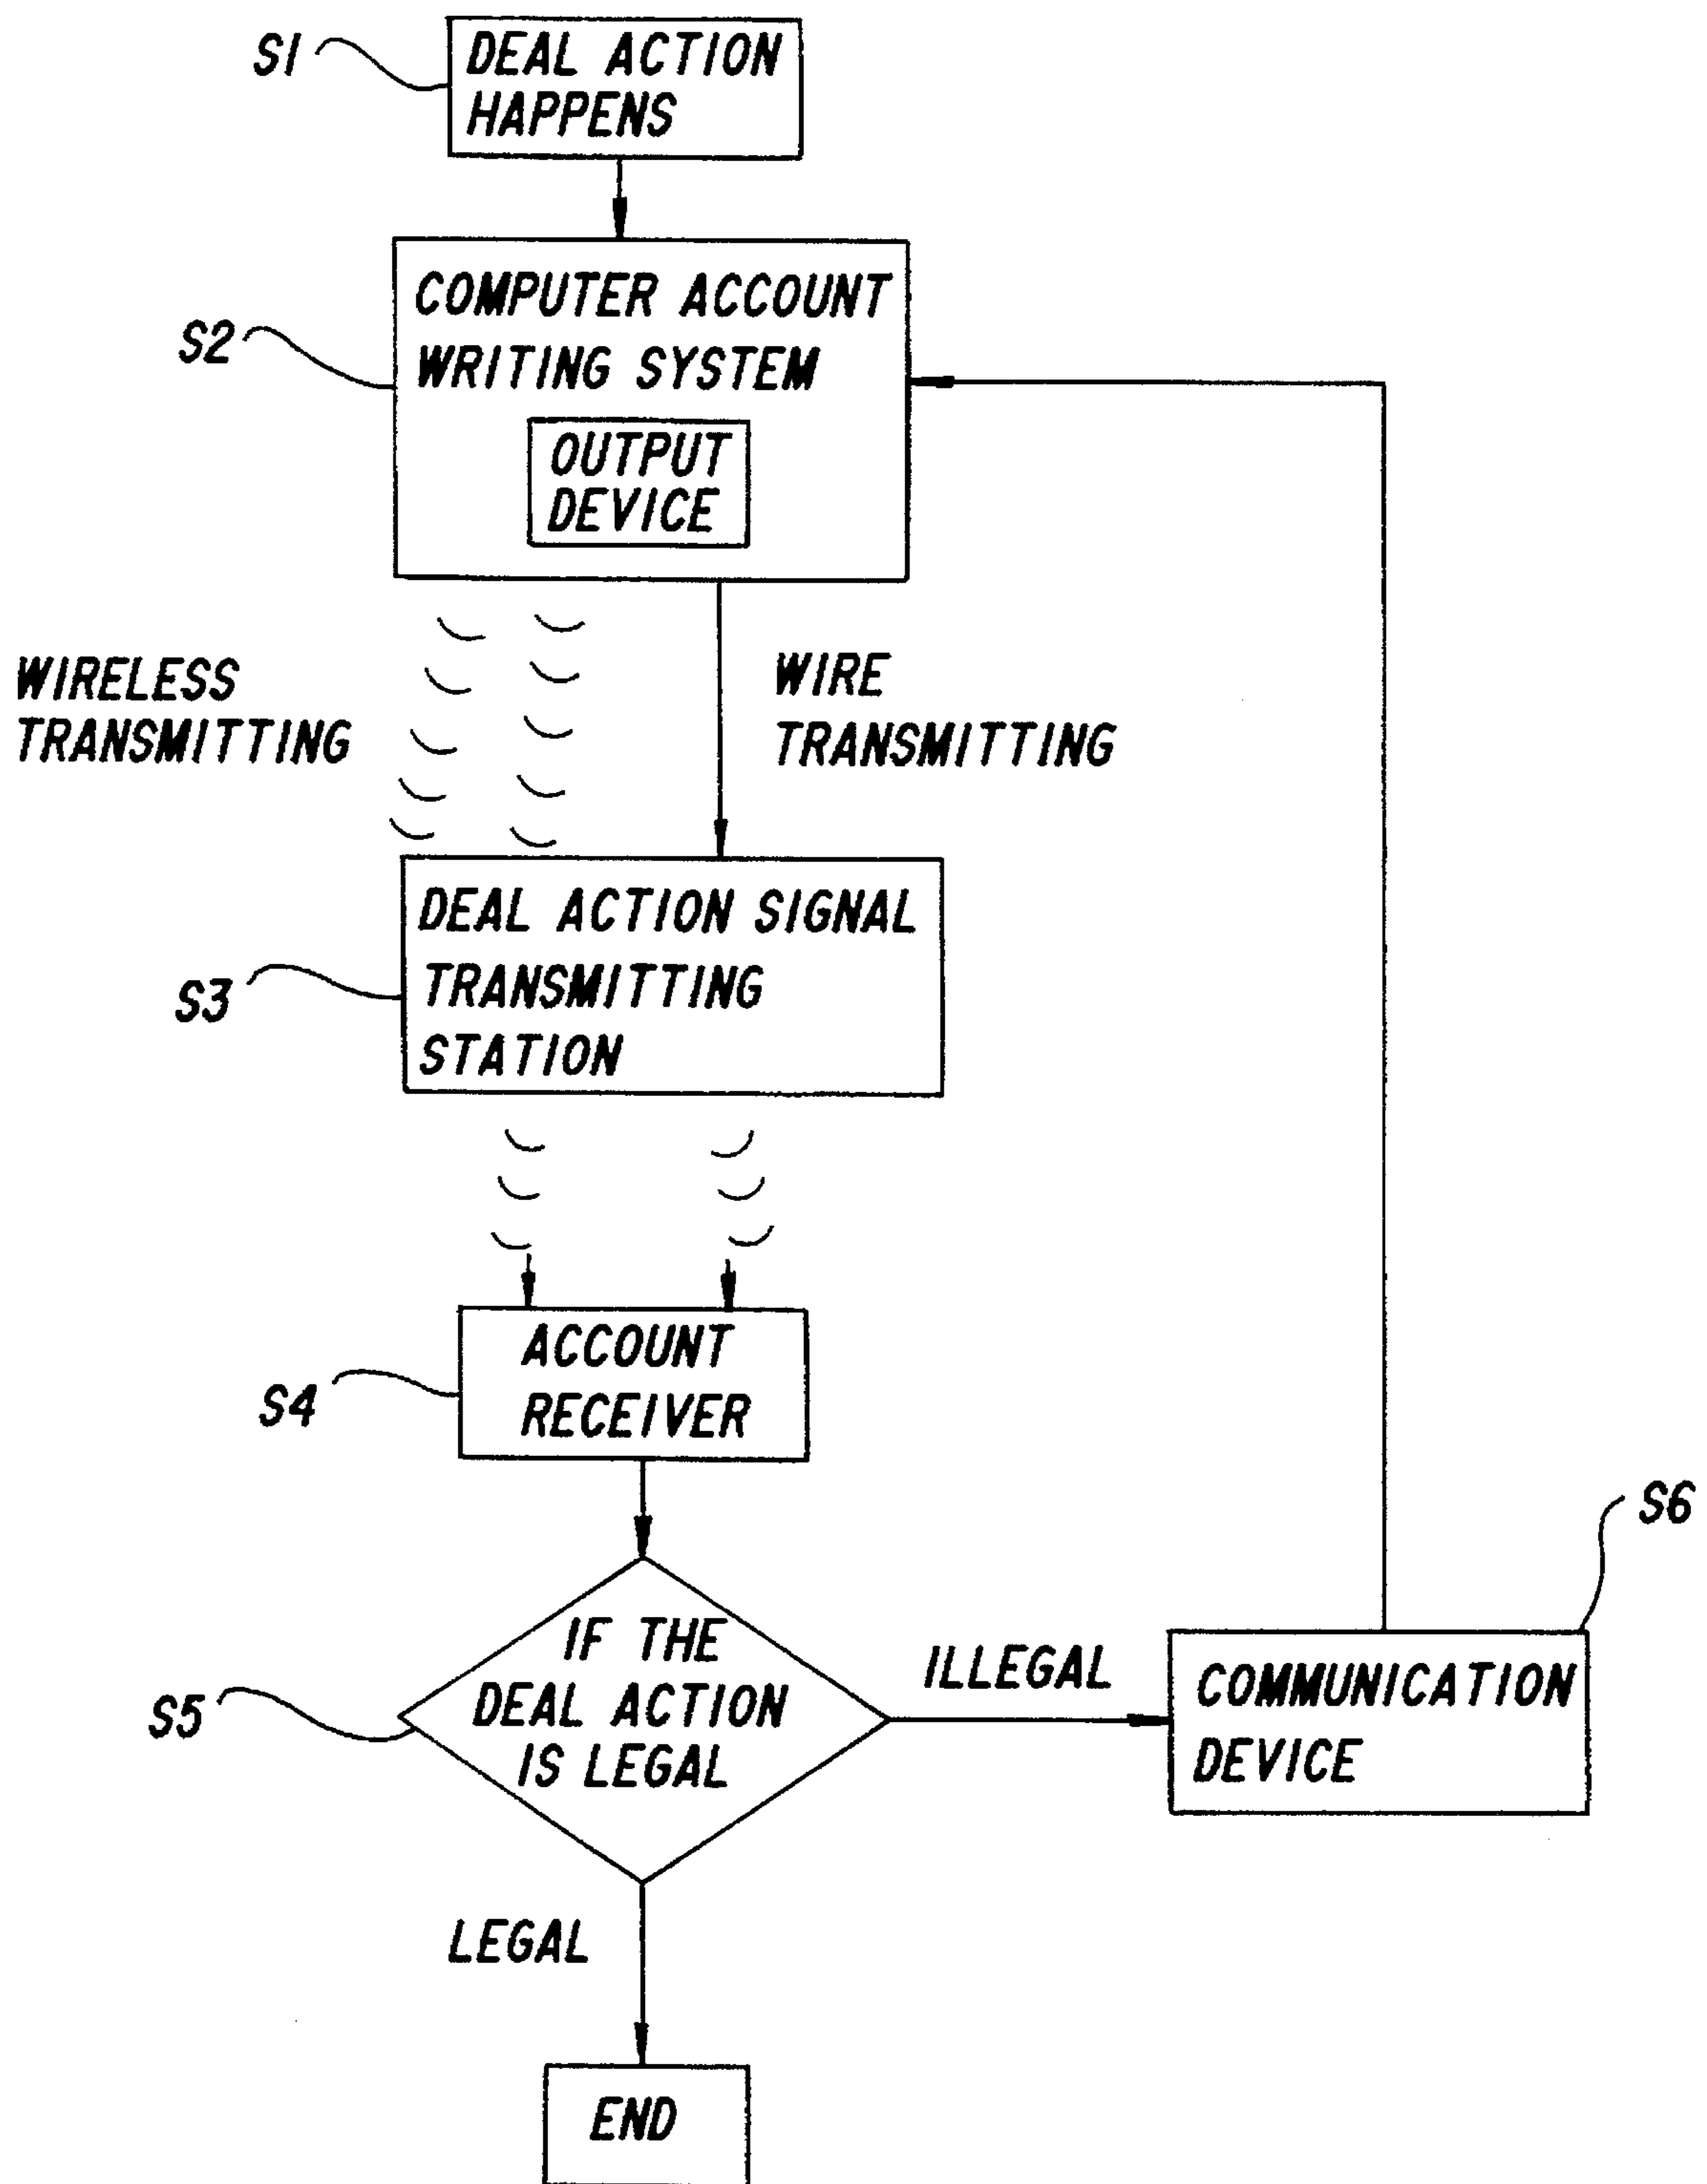 S1
DEAL ACTION
HAPPENS
S2
COMPUTER ACCOUNT
WRITING SYSTEM
OUTPUT
DEVICE
WIRELESS
TRANSMITTING
WIRE
TRANSMITTING
S3
DEAL ACTION SIGNAL
TRANSMITTING
STATION
S4
ACCOUNT
RECEIVER
S5
IF THE
DEAL ACTION
IS LEGAL
ILLEGAL
S6
COMMUNICATION
DEVICE
LEGAL
END